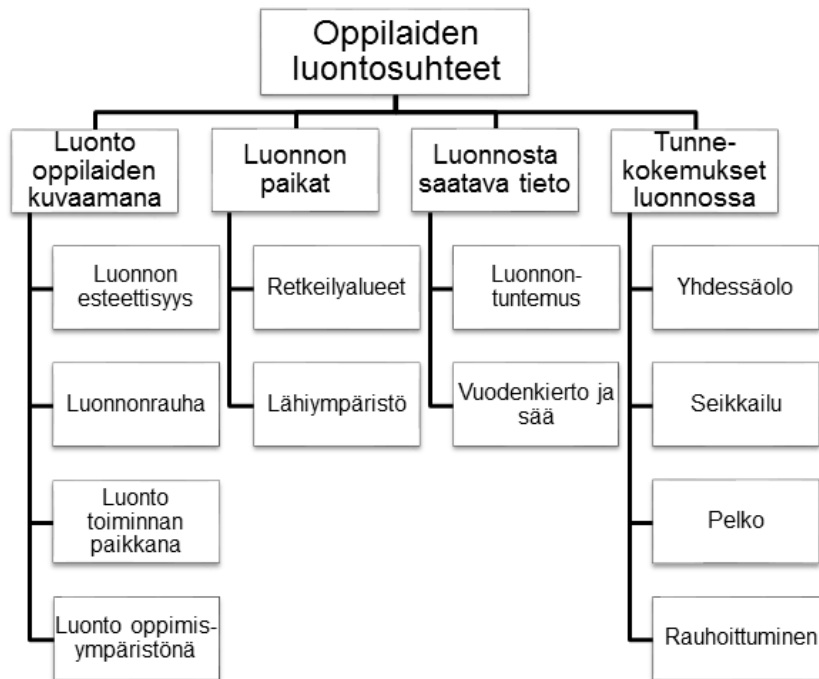 Oppilaiden
luontosuhteet
Luonto
oppilaiden
kuvaamana
Luonnon
esteettisyys
Luonnonrauha
Luonto
toiminnan
paikkana
Luonto oppimis-
ympäristönä
Luonnon
paikat
Retkeilyalueet
Lähiympäristö
Luonnosta
saatava tieto
Luonnon-
tuntemus
Vuodenkierto ja
sää
Tunne-
kokemukset
luonnossa
Yhdessäolo
Seikkailu
Pelko
Rauhoittuminen